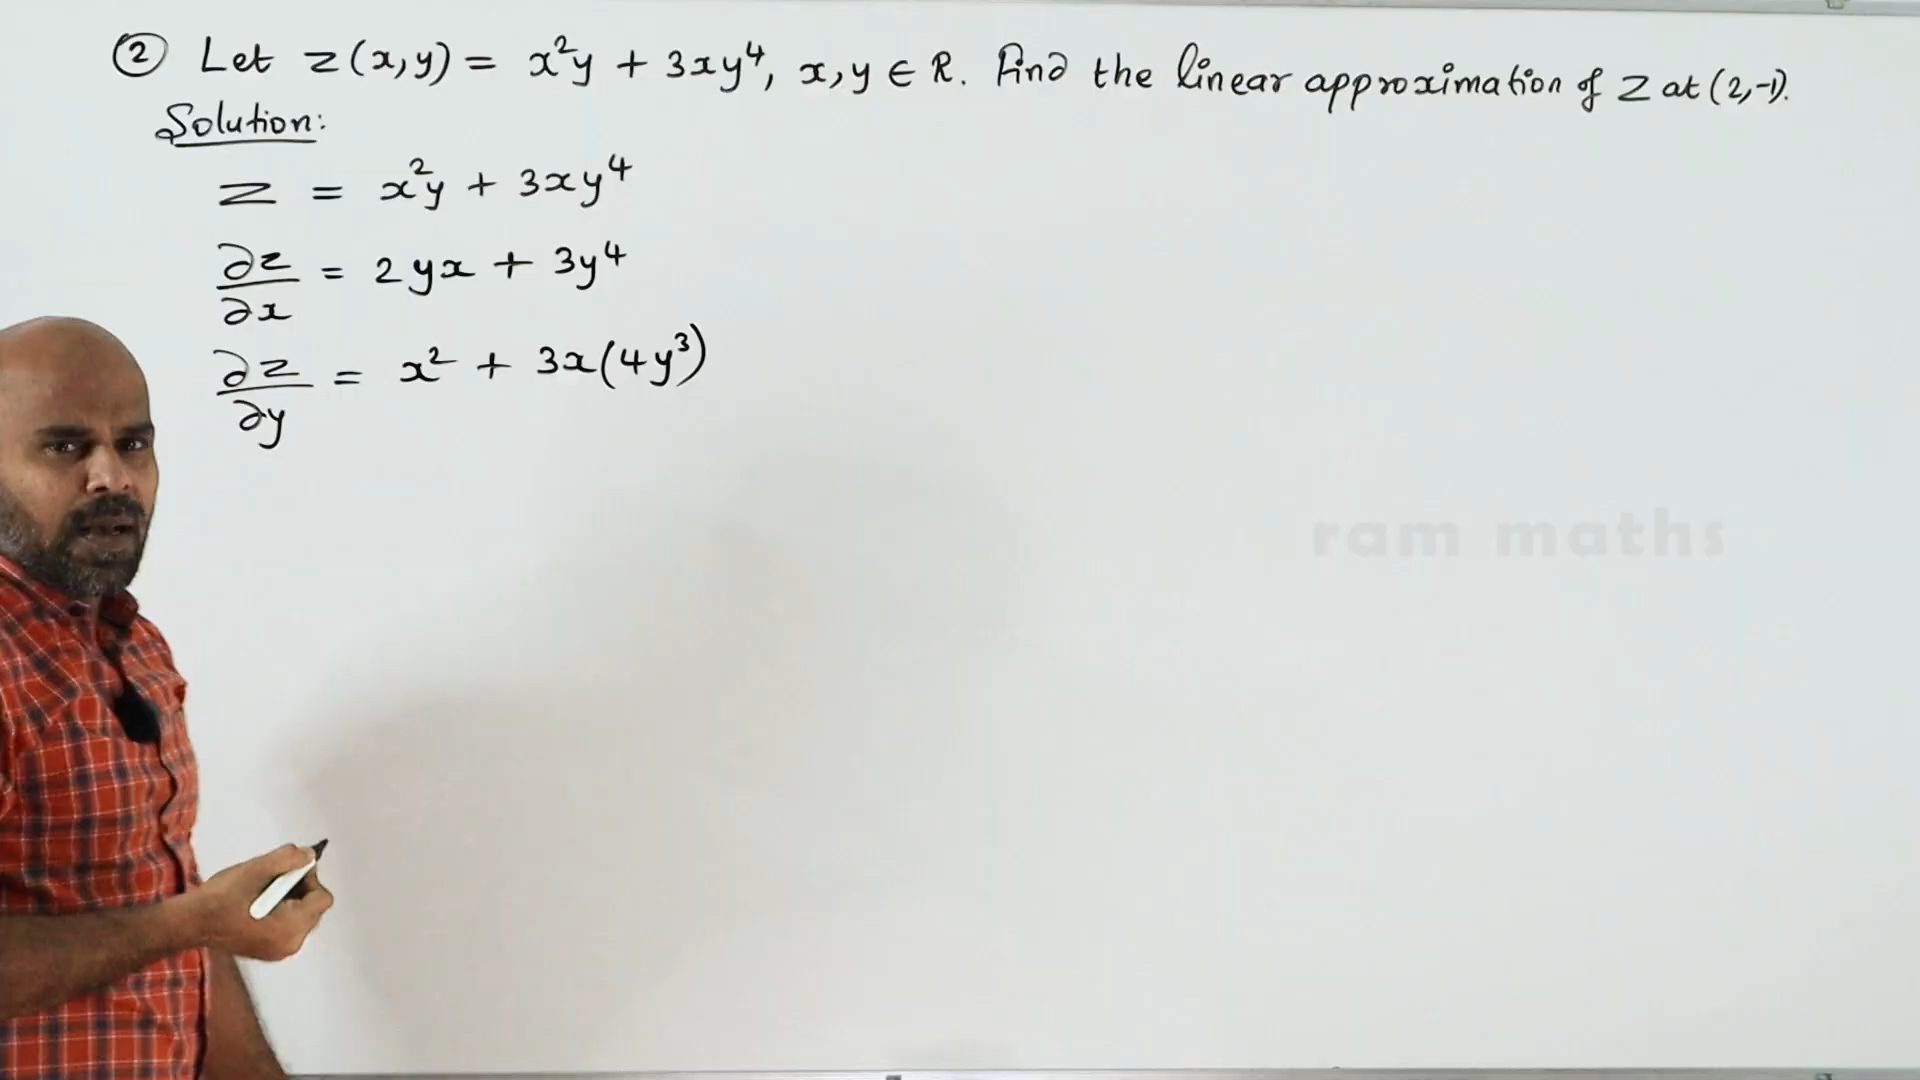 ② Let z(x,y) = x²y + 3xy⁴, x,y ∈ R. Find the linear approximation of z at (2,-1).
Solution:
z = x²y + 3xy⁴
∂z/∂x = 2yx + 3y⁴
∂z/∂y = x² + 3x(4y³)
ram maths